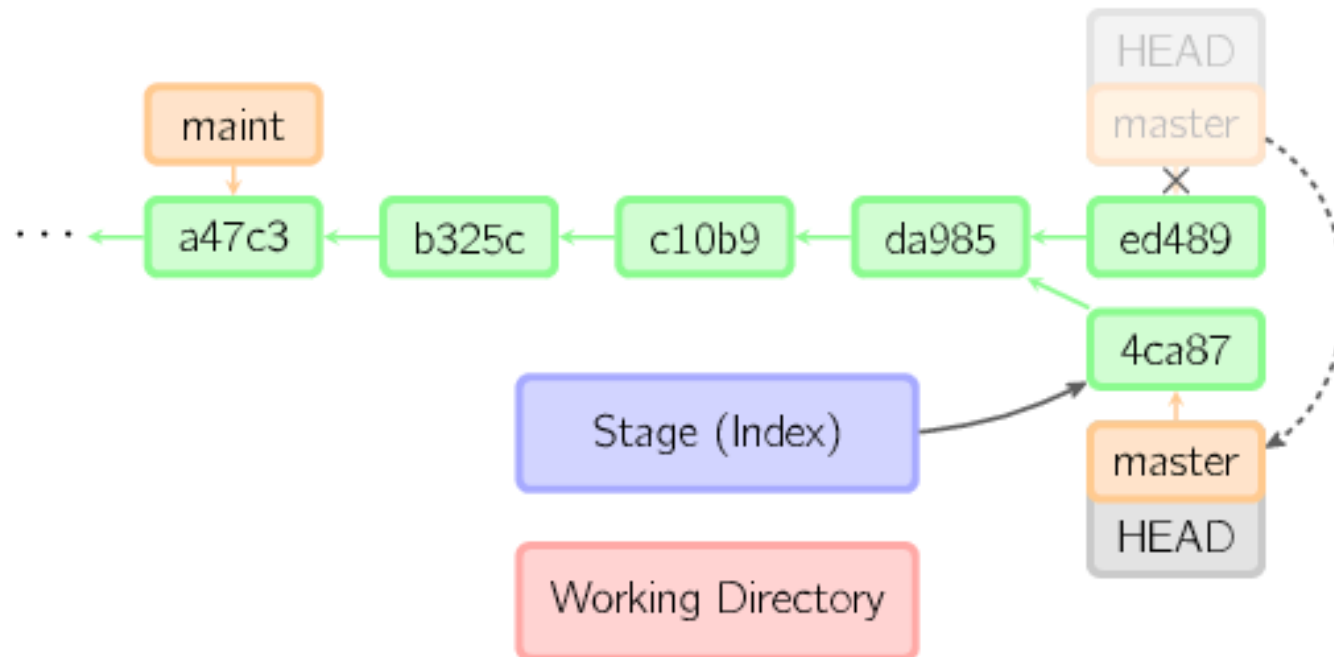 HEAD
maint
master
...
a47c3
b325c
c10b9
da985
ed489
4ca87
Stage (Index)
master
HEAD
Working Directory